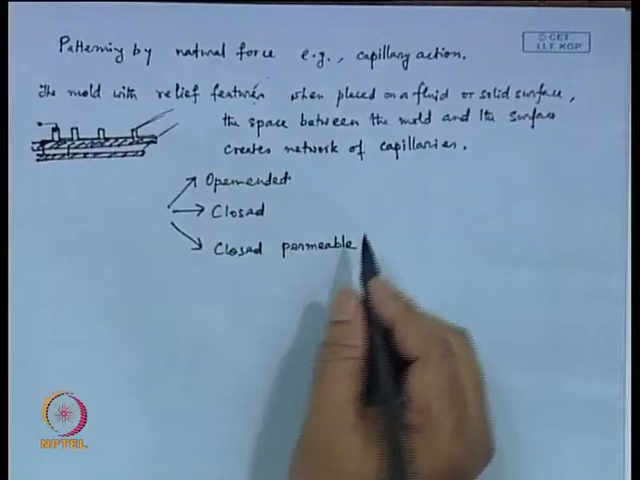 Patterning by natural force e.g., capillary action.
© CET
I.I.T. KGP
The mold with relief features when placed on a fluid or solid surface,
the space between the mold and the surface
creates network of capillaries.
Openended
Closed
Closed permeable
NPTEL